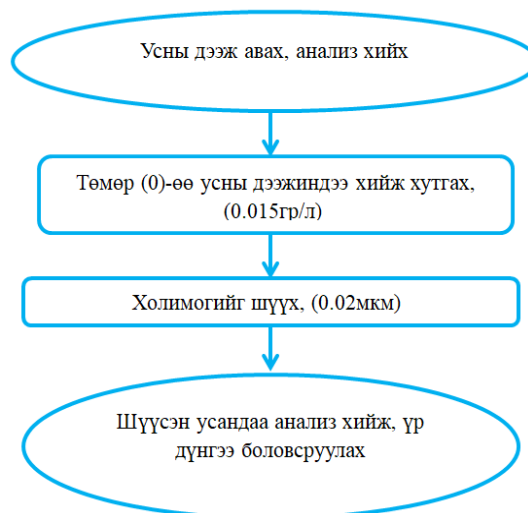 Усны дээж авах, анализ хийх
Төмөр (0)-өө усны дээжиндээ хийж хутгах,
(0.015гр/л)
Холимогийг шүүх, (0.02мкм)
Шүүсэн усандаа анализ хийж, үр
дүнгээ боловсруулах